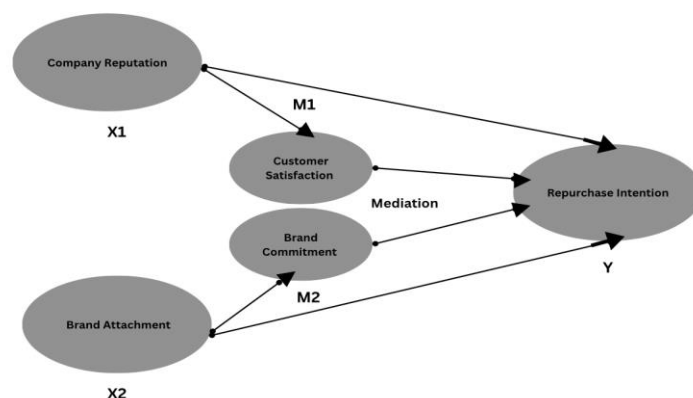 Company Reputation
X1
M1
Customer
Satisfaction
Mediation
Repurchase Intention
Brand
Commitment
M2
Y
Brand Attachment
X2